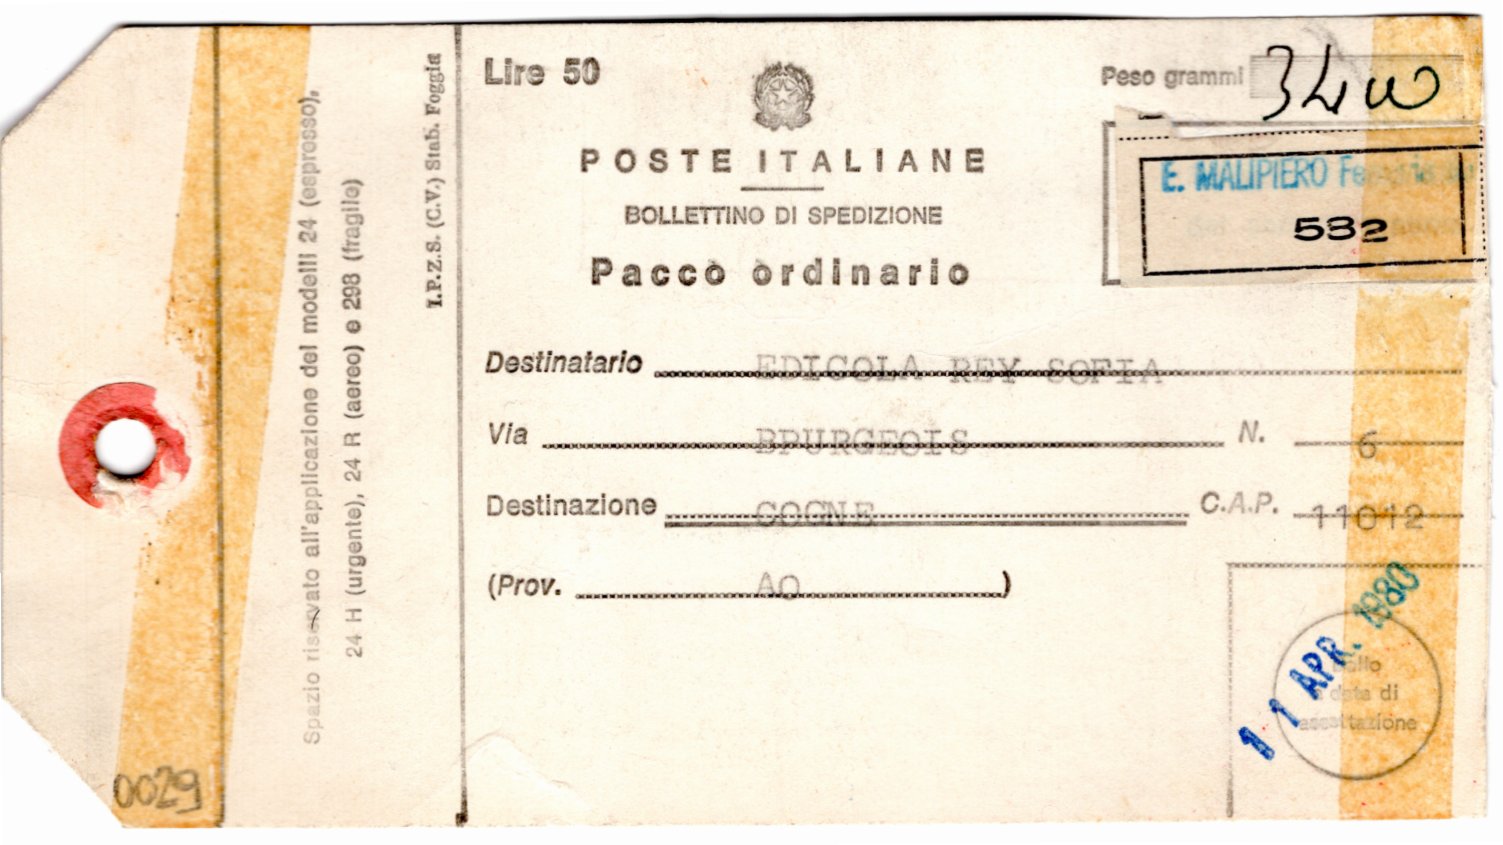 Lire 50
Peso grammi 3400
POSTE ITALIANE
BOLLETTINO DI SPEDIZIONE
Pacco ordinario
E. MALIPIERO
532
Destinatario EDICOLA REY SOFIA
Via BPURGEOIS N. 6
Destinazione COGNE C.A.P. 11012
(Prov. AO )
Bollo
a data di
accettazione
11 APR. 1980
I.P.Z.S. (C.V.) Stab. Foggia
Spazio riservato all'applicazione dei modelli 24 (espresso),
24 H (urgente), 24 R (aereo) e 298 (fragile)
0029